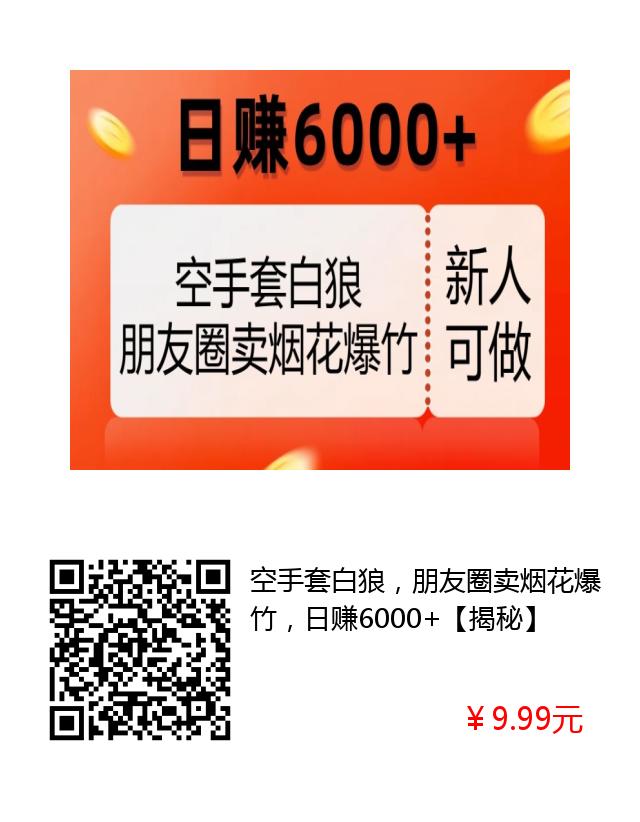 日赚6000+
空手套白狼
朋友圈卖烟花爆竹
新人
可做
空手套白狼，朋友圈卖烟花爆
竹，日赚6000+【揭秘】
￥9.99元